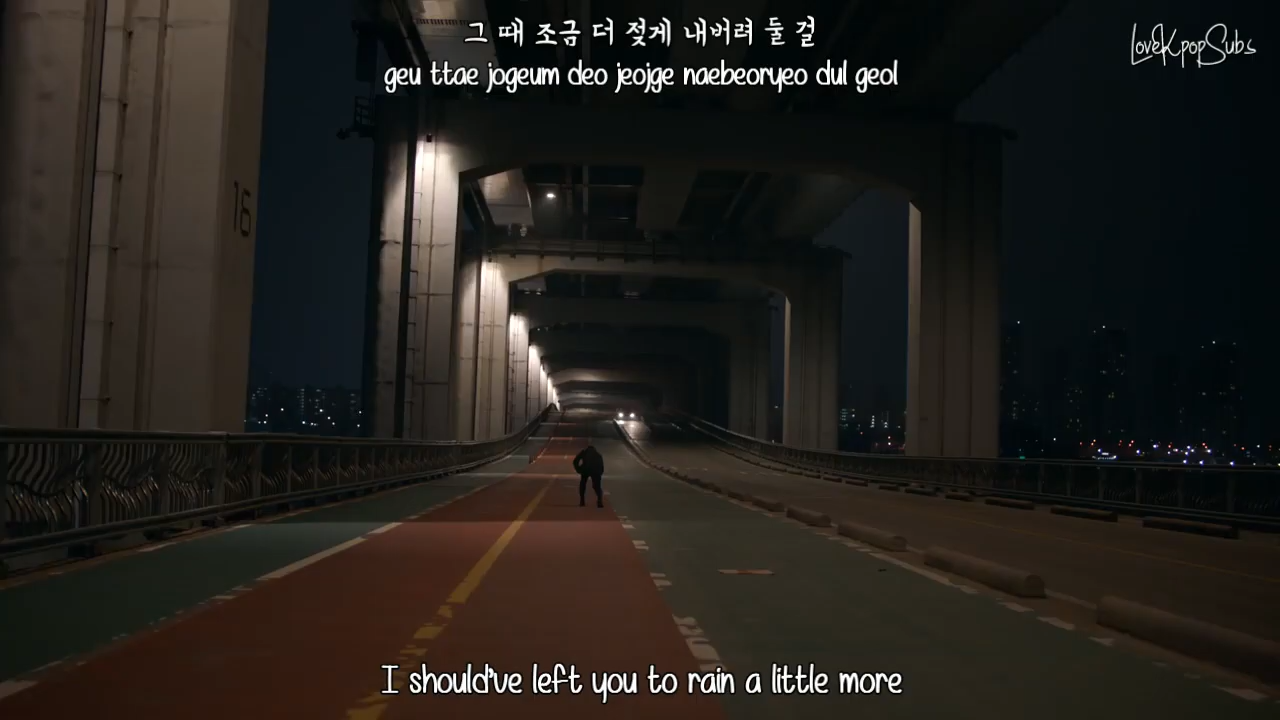 그 때 조금 더 젖게 내버려 둘 걸
LoveKpopSubs
geu ttae jogeum deo jeojge naebeoryeo dul geol
16
I should've left you to rain a little more